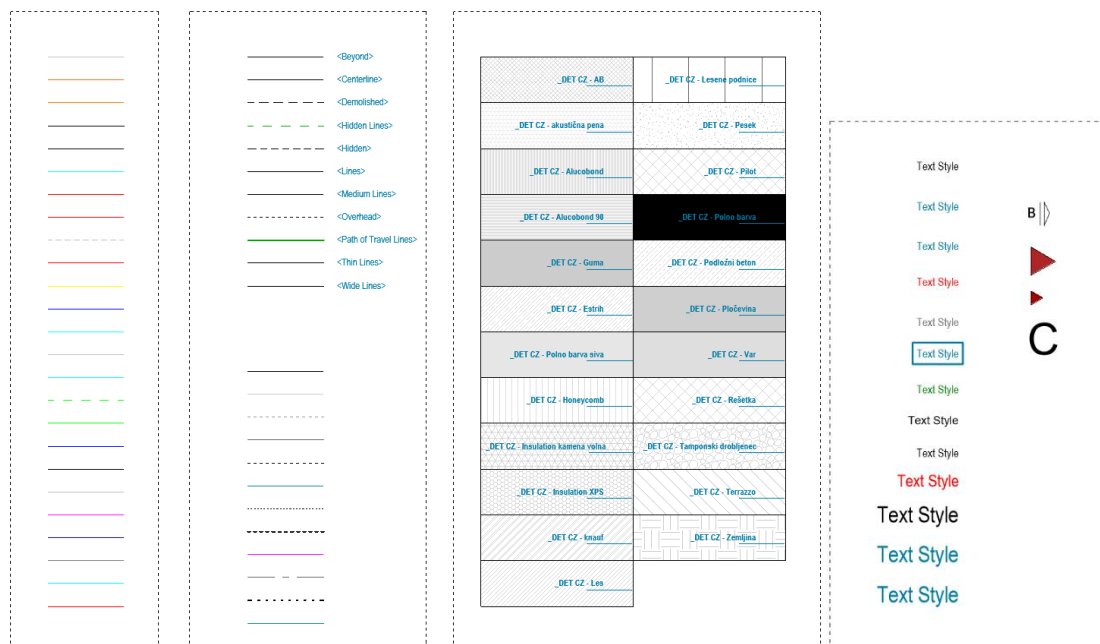 <Beyond>
<Centerline>
<Demolished>
<Hidden Lines>
<Hidden>
<Lines>
<Medium Lines>
<Overhead>
<Path of Travel Lines>
<Thin Lines>
<Wide Lines>
_DET CZ - AB
_DET CZ - Lesene podnice
_DET CZ - akustična pena
_DET CZ - Pesek
_DET CZ - Alucobond
_DET CZ - Pilot
_DET CZ - Alucobond 90
_DET CZ - Polno barva
_DET CZ - Guma
_DET CZ - Podložni beton
_DET CZ - Estrih
_DET CZ - Pločevina
_DET CZ - Polno barva siva
_DET CZ - Var
_DET CZ - Honeycomb
_DET CZ - Rešetka
_DET CZ - Insulation kamena volna
_DET CZ - Tamponski drobljenec
_DET CZ - Insulation XPS
_DET CZ - Terrazzo
_DET CZ - knauf
_DET CZ - Zemljina
_DET CZ - Les
Text Style
Text Style
Text Style
Text Style
Text Style
Text Style
Text Style
Text Style
Text Style
Text Style
Text Style
Text Style
Text Style
B
C